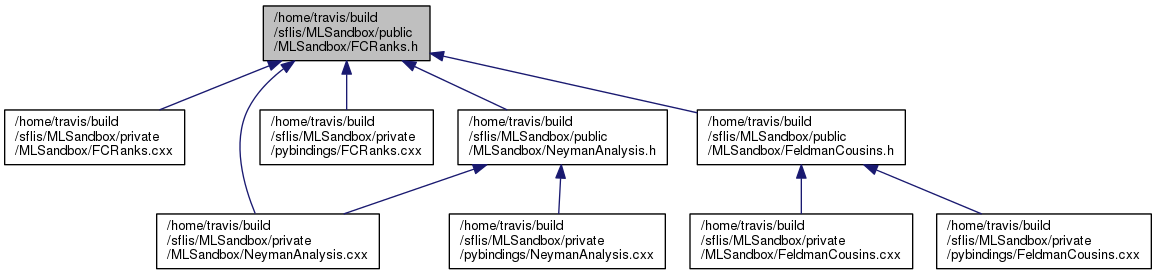 /home/travis/build
/sflis/MLSandbox/public
/MLSandbox/FCRanks.h
/home/travis/build
/sflis/MLSandbox/private
/MLSandbox/FCRanks.cxx
/home/travis/build
/sflis/MLSandbox/private
/pybindings/FCRanks.cxx
/home/travis/build
/sflis/MLSandbox/public
/MLSandbox/NeymanAnalysis.h
/home/travis/build
/sflis/MLSandbox/public
/MLSandbox/FeldmanCousins.h
/home/travis/build
/sflis/MLSandbox/private
/MLSandbox/NeymanAnalysis.cxx
/home/travis/build
/sflis/MLSandbox/private
/pybindings/NeymanAnalysis.cxx
/home/travis/build
/sflis/MLSandbox/private
/MLSandbox/FeldmanCousins.cxx
/home/travis/build
/sflis/MLSandbox/private
/pybindings/FeldmanCousins.cxx